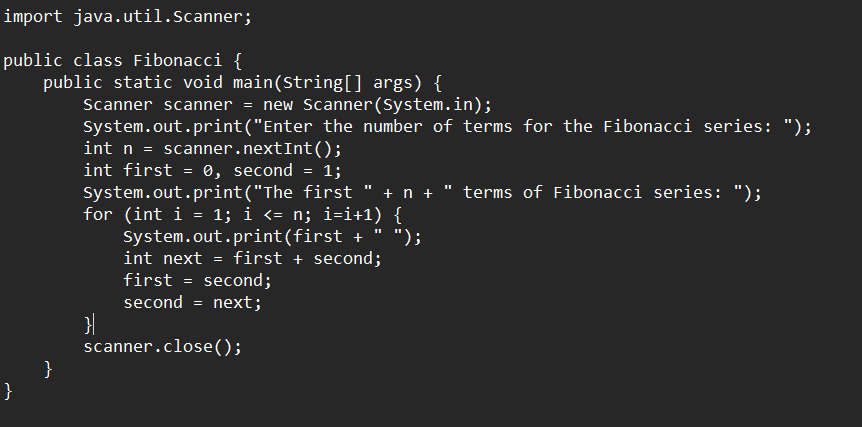 import java.util.Scanner;

public class Fibonacci {
    public static void main(String[] args) {
        Scanner scanner = new Scanner(System.in);
        System.out.print("Enter the number of terms for the Fibonacci series: ");
        int n = scanner.nextInt();
        int first = 0, second = 1;
        System.out.print("The first " + n + " terms of Fibonacci series: ");
        for (int i = 1; i <= n; i=i+1) {
            System.out.print(first + " ");
            int next = first + second;
            first = second;
            second = next;
        }
        scanner.close();
    }
}